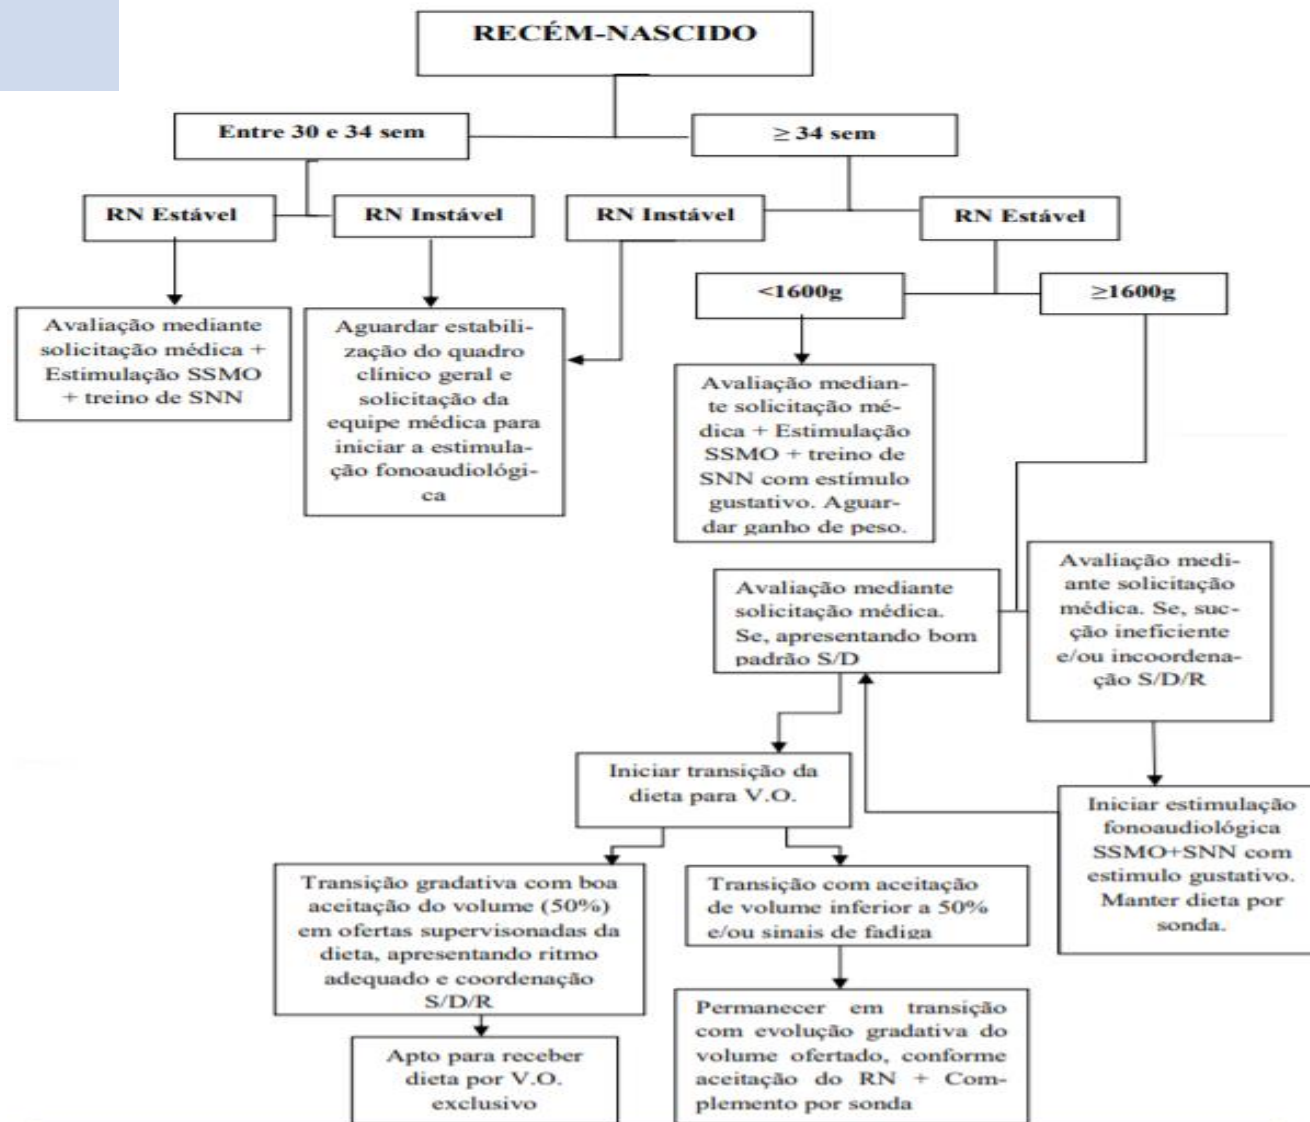 RECÉM-NASCIDO
Entre 30 e 34 sem
≥ 34 sem
RN Estável
RN Instável
RN Instável
RN Estável
<1600g
≥1600g
Avaliação mediante
solicitação médica +
Estimulação SSMO
+ treino de SNN
Aguardar estabili-
zação do quadro
clínico geral e
solicitação da
equipe médica para
iniciar a estimula-
ção fonoaudiológi-
ca
Avaliação median-
te solicitação mé-
dica + Estimulação
SSMO + treino de
SNN com estímulo
gustativo. Aguar-
dar ganho de peso.
Avaliação mediante
solicitação médica.
Se, apresentando bom
padrão S/D
Avaliação medi-
ante solicitação
médica. Se, suc-
ção ineficiente
e/ou incoordena-
ção S/D/R
Iniciar transição da
dieta para V.O.
Iniciar estimulação
fonoaudiológica
SSMO+SNN com
estimulo gustativo.
Manter dieta por
sonda.
Transição gradativa com boa
aceitação do volume (50%)
em ofertas supervisonadas da
dieta, apresentando ritmo
adequado e coordenação
S/D/R
Transição com aceitação
de volume inferior a 50%
e/ou sinais de fadiga
Apto para receber
dieta por V.O.
exclusivo
Permanecer em transição
com evolução gradativa do
volume ofertado, conforme
aceitação do RN + Com-
plemento por sonda